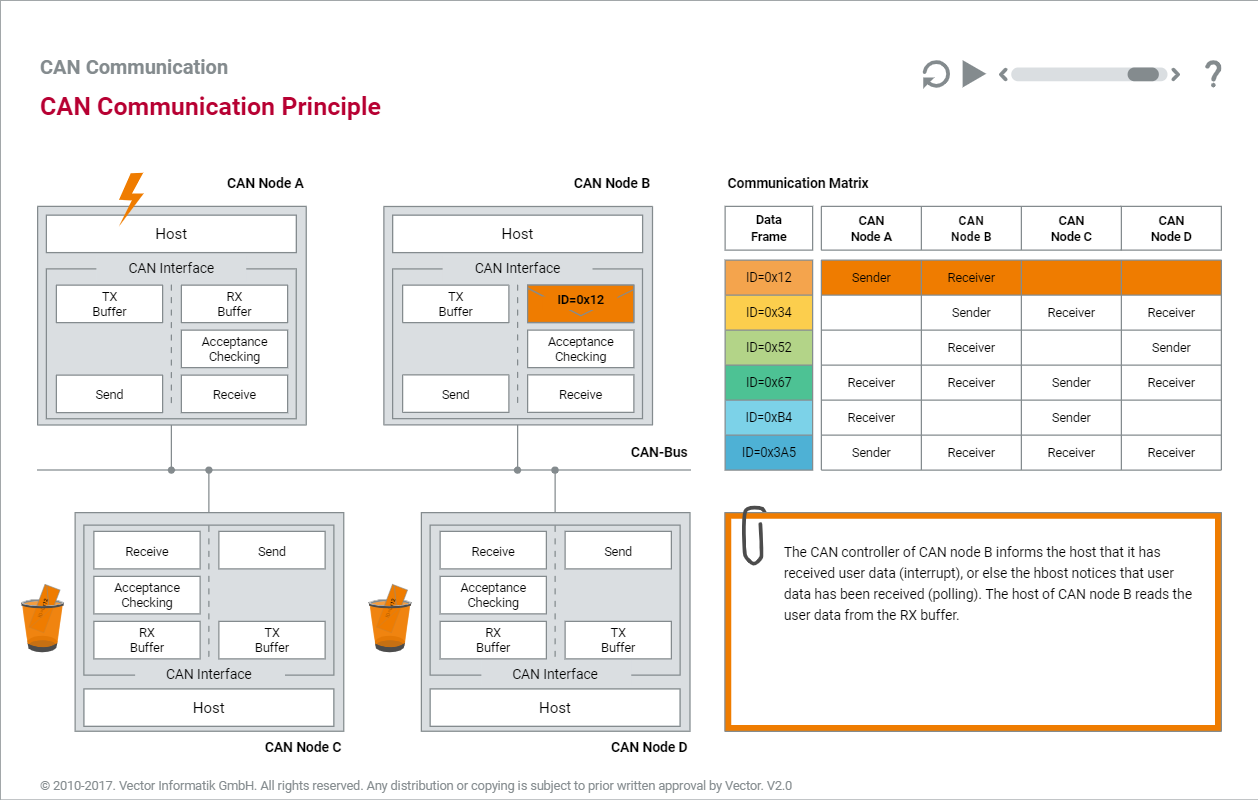 CAN Communication
CAN Communication Principle
?
CAN Node A
Host
CAN Interface
TX
Buffer
RX
Buffer
Acceptance
Checking
Send
Receive
CAN Node B
Host
CAN Interface
TX
Buffer
ID=0x12
Acceptance
Checking
Send
Receive
CAN-Bus
Receive
Send
Acceptance
Checking
RX
Buffer
TX
Buffer
CAN Interface
Host
CAN Node C
Receive
Send
Acceptance
Checking
RX
Buffer
TX
Buffer
CAN Interface
Host
CAN Node D
Communication Matrix
Data
Frame
CAN
Node A
CAN
Node B
CAN
Node C
CAN
Node D
ID=0x12 Sender Receiver
ID=0x34 Sender Receiver Receiver
ID=0x52 Receiver Sender
ID=0x67 Receiver Receiver Sender Receiver
ID=0xB4 Receiver Sender
ID=0x3A5 Sender Receiver Receiver Receiver
The CAN controller of CAN node B informs the host that it has
received user data (interrupt), or else the hbost notices that user
data has been received (polling). The host of CAN node B reads the
user data from the RX buffer.
© 2010-2017. Vector Informatik GmbH. All rights reserved. Any distribution or copying is subject to prior written approval by Vector. V2.0